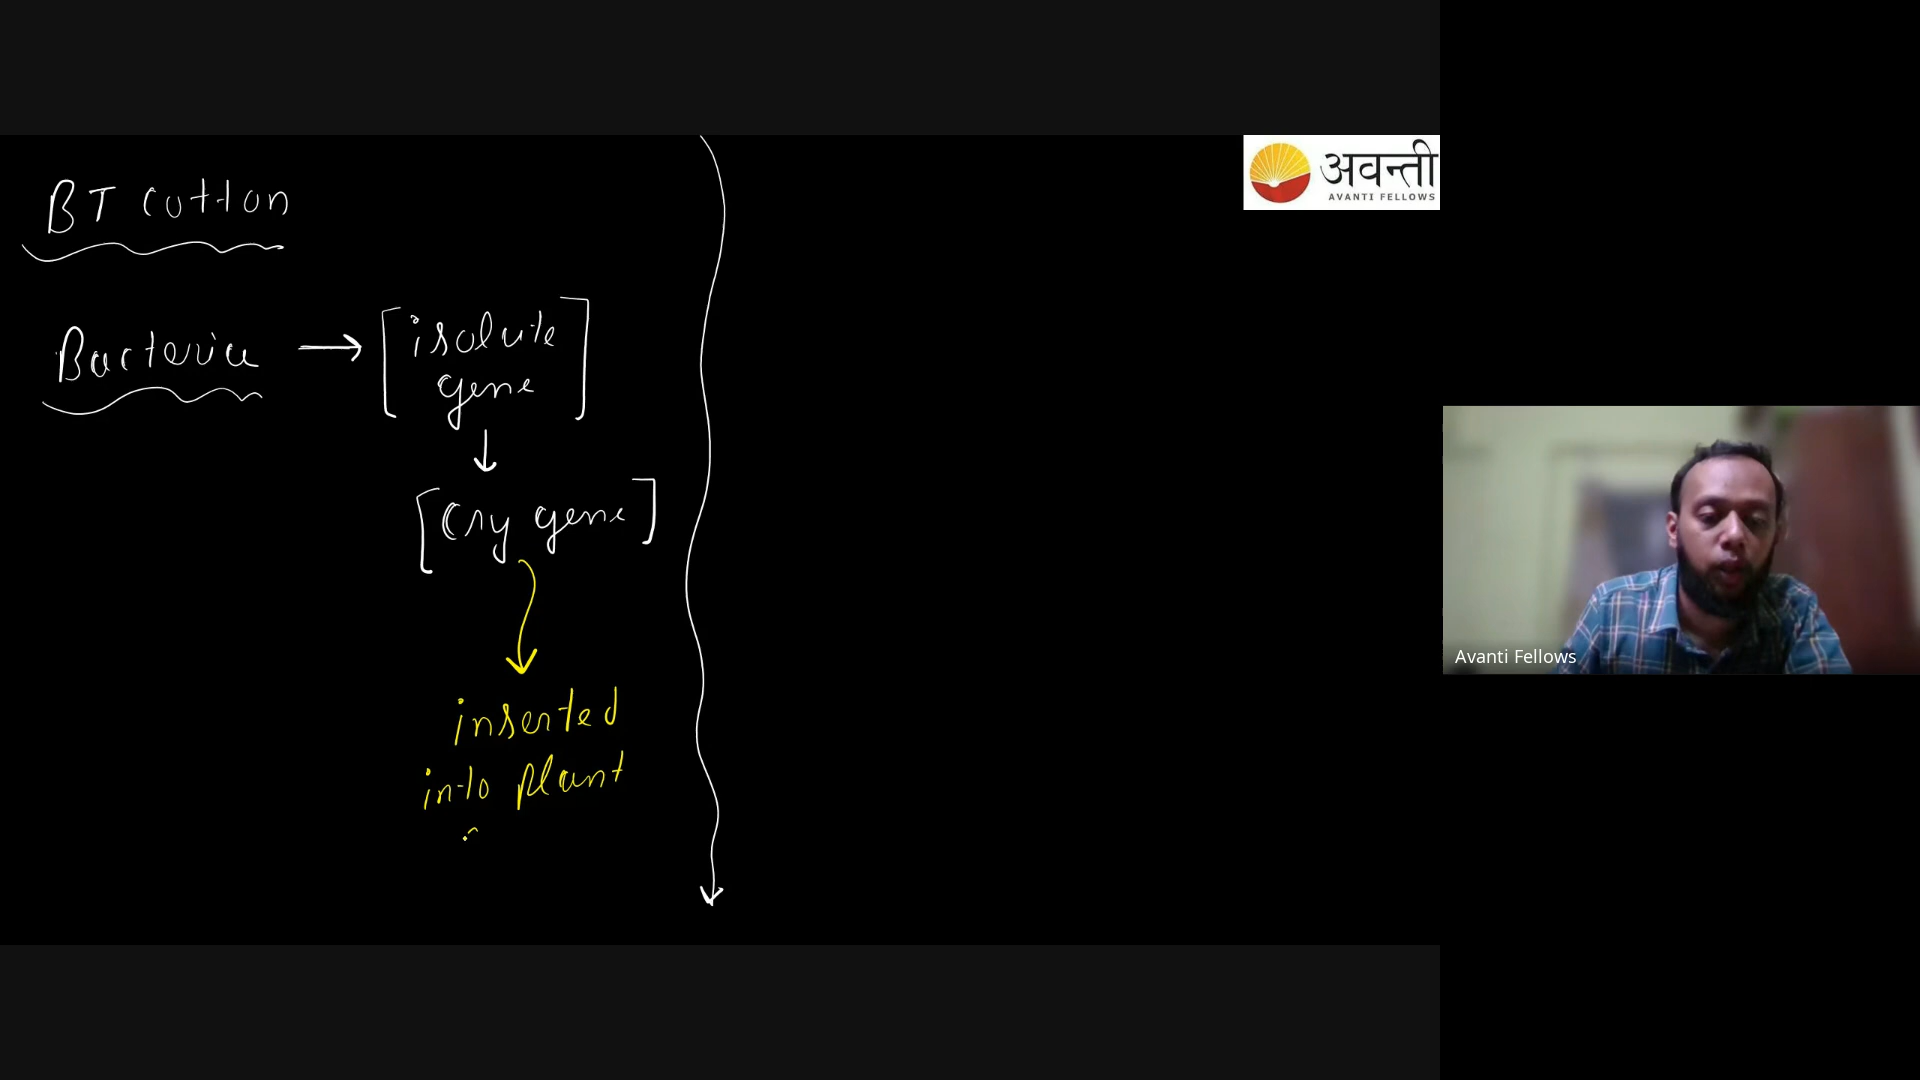 BT cotton
Bacteria → [isolate
gene]
↓
[Cry gene]
inserted
into plant
अवन्ती
AVANTI FELLOWS
Avanti Fellows